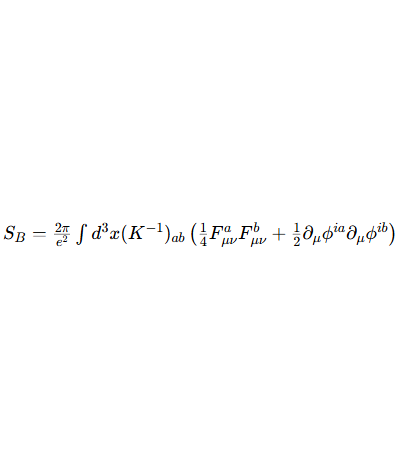 $S_B = \frac{2\pi}{e^2} \int d^3x (K^{-1})_{ab} \left( \frac{1}{4} F^a_{\mu\nu} F^b_{\mu\nu} + \frac{1}{2} \partial_\mu \phi^{ia} \partial_\mu \phi^{ib} \right)$